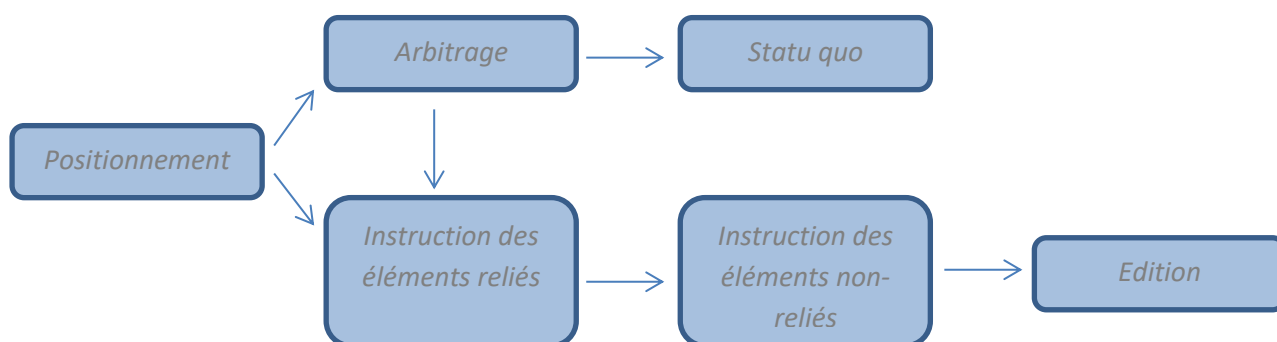 Arbitrage
Statu quo
Positionnement
Instruction des
éléments reliés
Instruction des
éléments non-
reliés
Edition